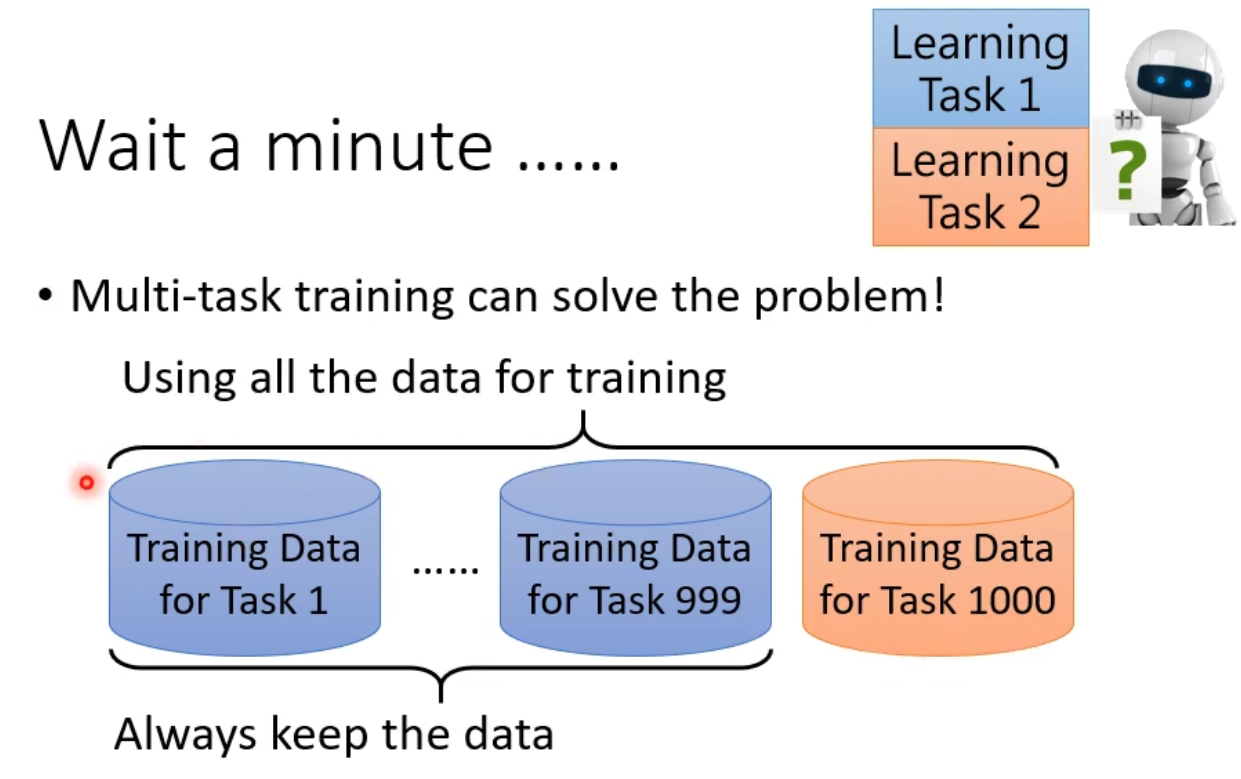 Learning
Task 1
Wait a minute ……
Learning
Task 2
?
• Multi-task training can solve the problem!
Using all the data for training
Training Data
for Task 1
……
Training Data
for Task 999
Training Data
for Task 1000
Always keep the data